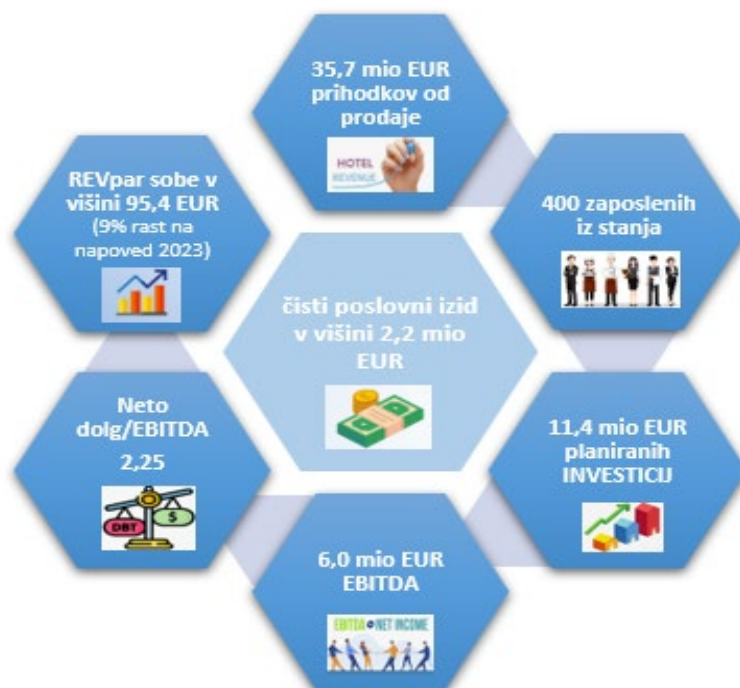 35,7 mio EUR
prihodkov od
prodaje
HOTEL
REVENUE
REVpar sobe v
višini 95,4 EUR
(9% rast na
napoved 2023)
400 zaposlenih
iz stanja
čisti poslovni izid
v višini 2,2 mio
EUR
Neto
dolg/EBITDA
2,25
DBT
$
11,4 mio EUR
planiranih
INVESTICIJ
6,0 mio EUR
EBITDA
EBITDA NET INCOME